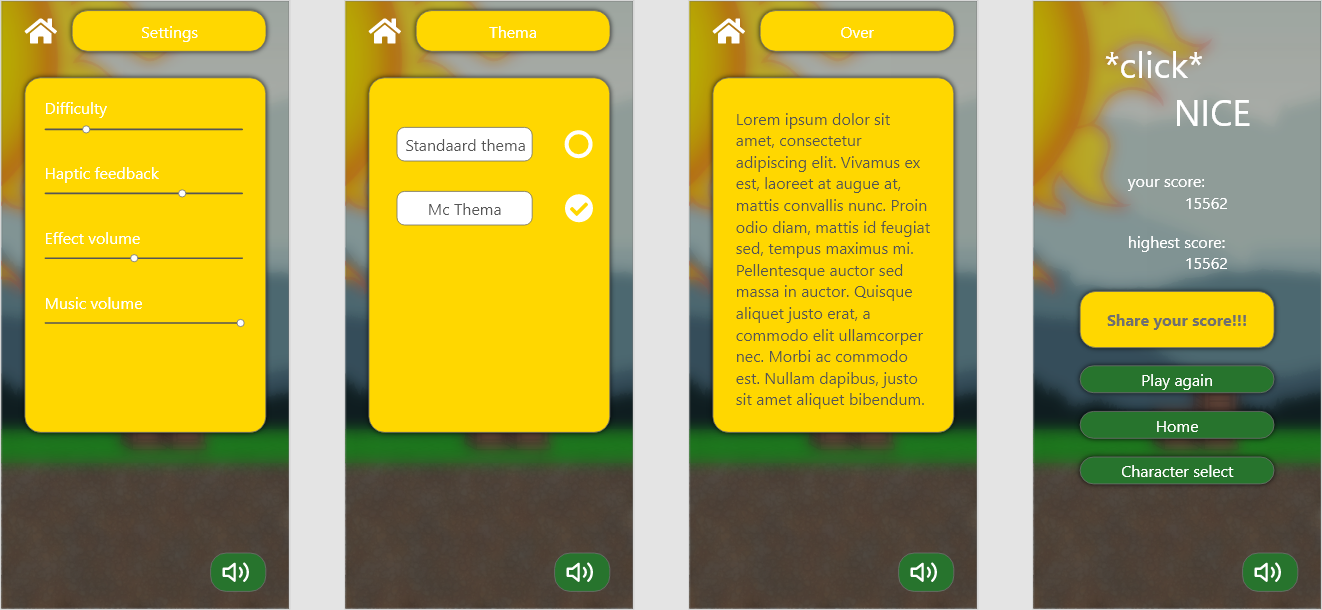 Settings
Difficulty
Haptic feedback
Effect volume
Music volume
Thema
Standaard thema
Mc Thema
Over
Lorem ipsum dolor sit
amet, consectetur
adipiscing elit. Vivamus ex
est, laoreet at augue at,
mattis convallis nunc. Proin
odio diam, mattis id feugiat
sed, tempus maximus mi.
Pellentesque auctor sed
massa in auctor. Quisque
aliquet justo erat, a
commodo elit ullamcorper
nec. Morbi ac commodo
est. Nullam dapibus, justo
sit amet aliquet bibendum.
*click*
NICE
your score:
15562
highest score:
15562
Share your score!!!
Play again
Home
Character select